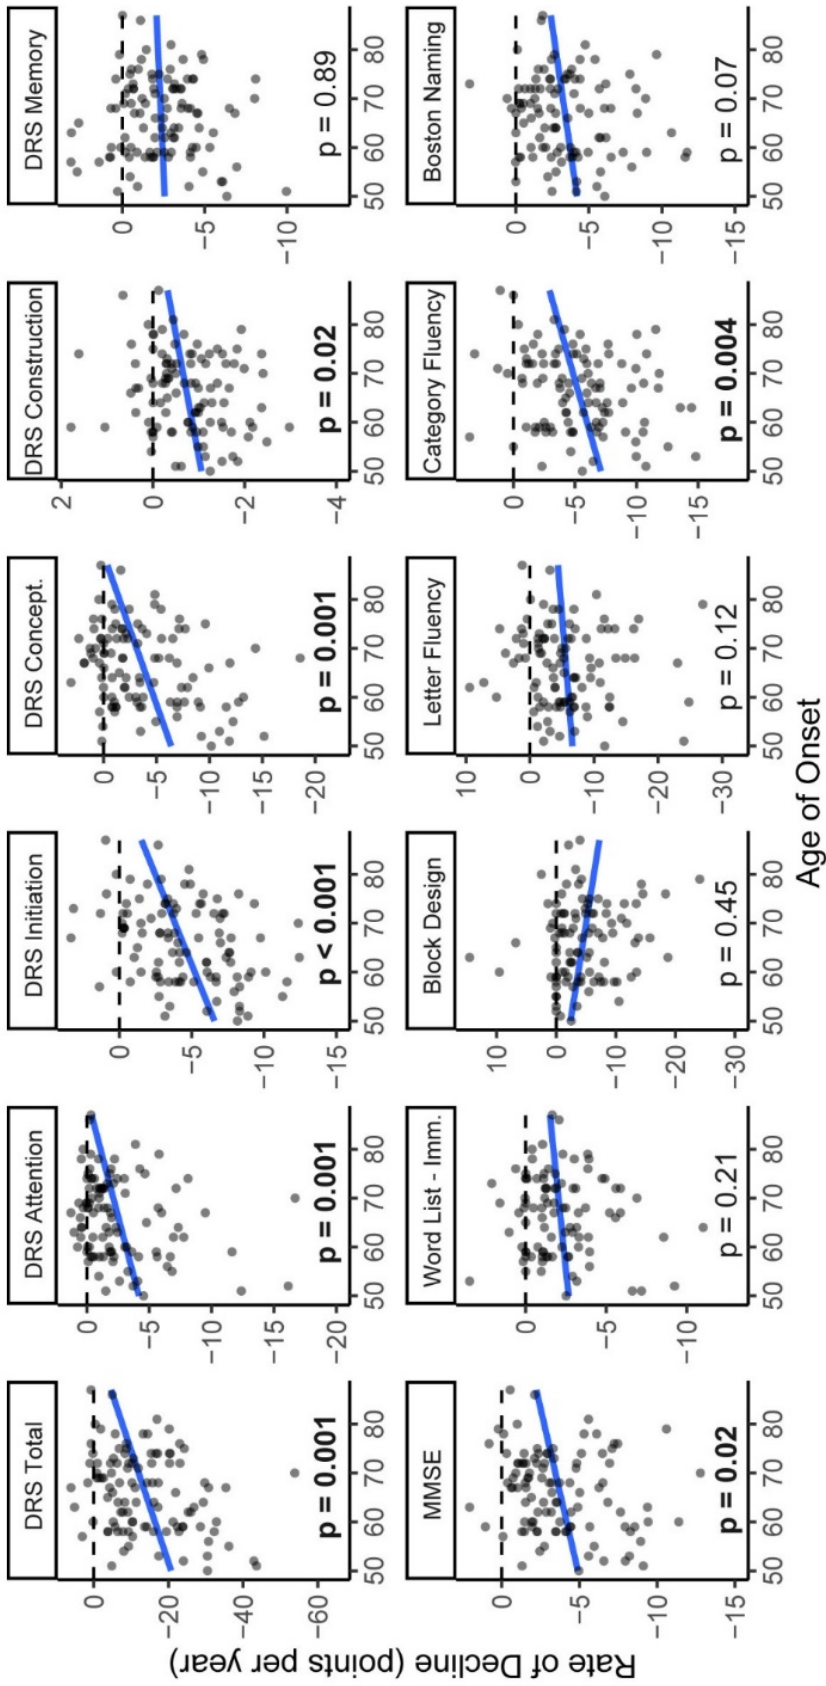 DRS Total
0
−20
−40
−60
50 60 70 80
p = 0.001
DRS Attention
0
−5
−10
−15
−20
50 60 70 80
p = 0.001
DRS Initiation
0
−5
−10
−15
50 60 70 80
p < 0.001
DRS Concept.
0
−5
−10
−15
−20
50 60 70 80
p = 0.001
DRS Construction
2
0
−2
−4
50 60 70 80
p = 0.02
DRS Memory
0
−5
−10
50 60 70 80
p = 0.89
MMSE
0
−5
−10
−15
50 60 70 80
p = 0.02
Word List - Imm.
0
−5
−10
50 60 70 80
p = 0.21
Block Design
10
0
−10
−20
−30
50 60 70 80
p = 0.45
Letter Fluency
10
0
−10
−20
−30
50 60 70 80
p = 0.12
Category Fluency
0
−5
−10
−15
50 60 70 80
p = 0.004
Boston Naming
0
−5
−10
−15
50 60 70 80
p = 0.07
Rate of Decline (points per year)
Age of Onset